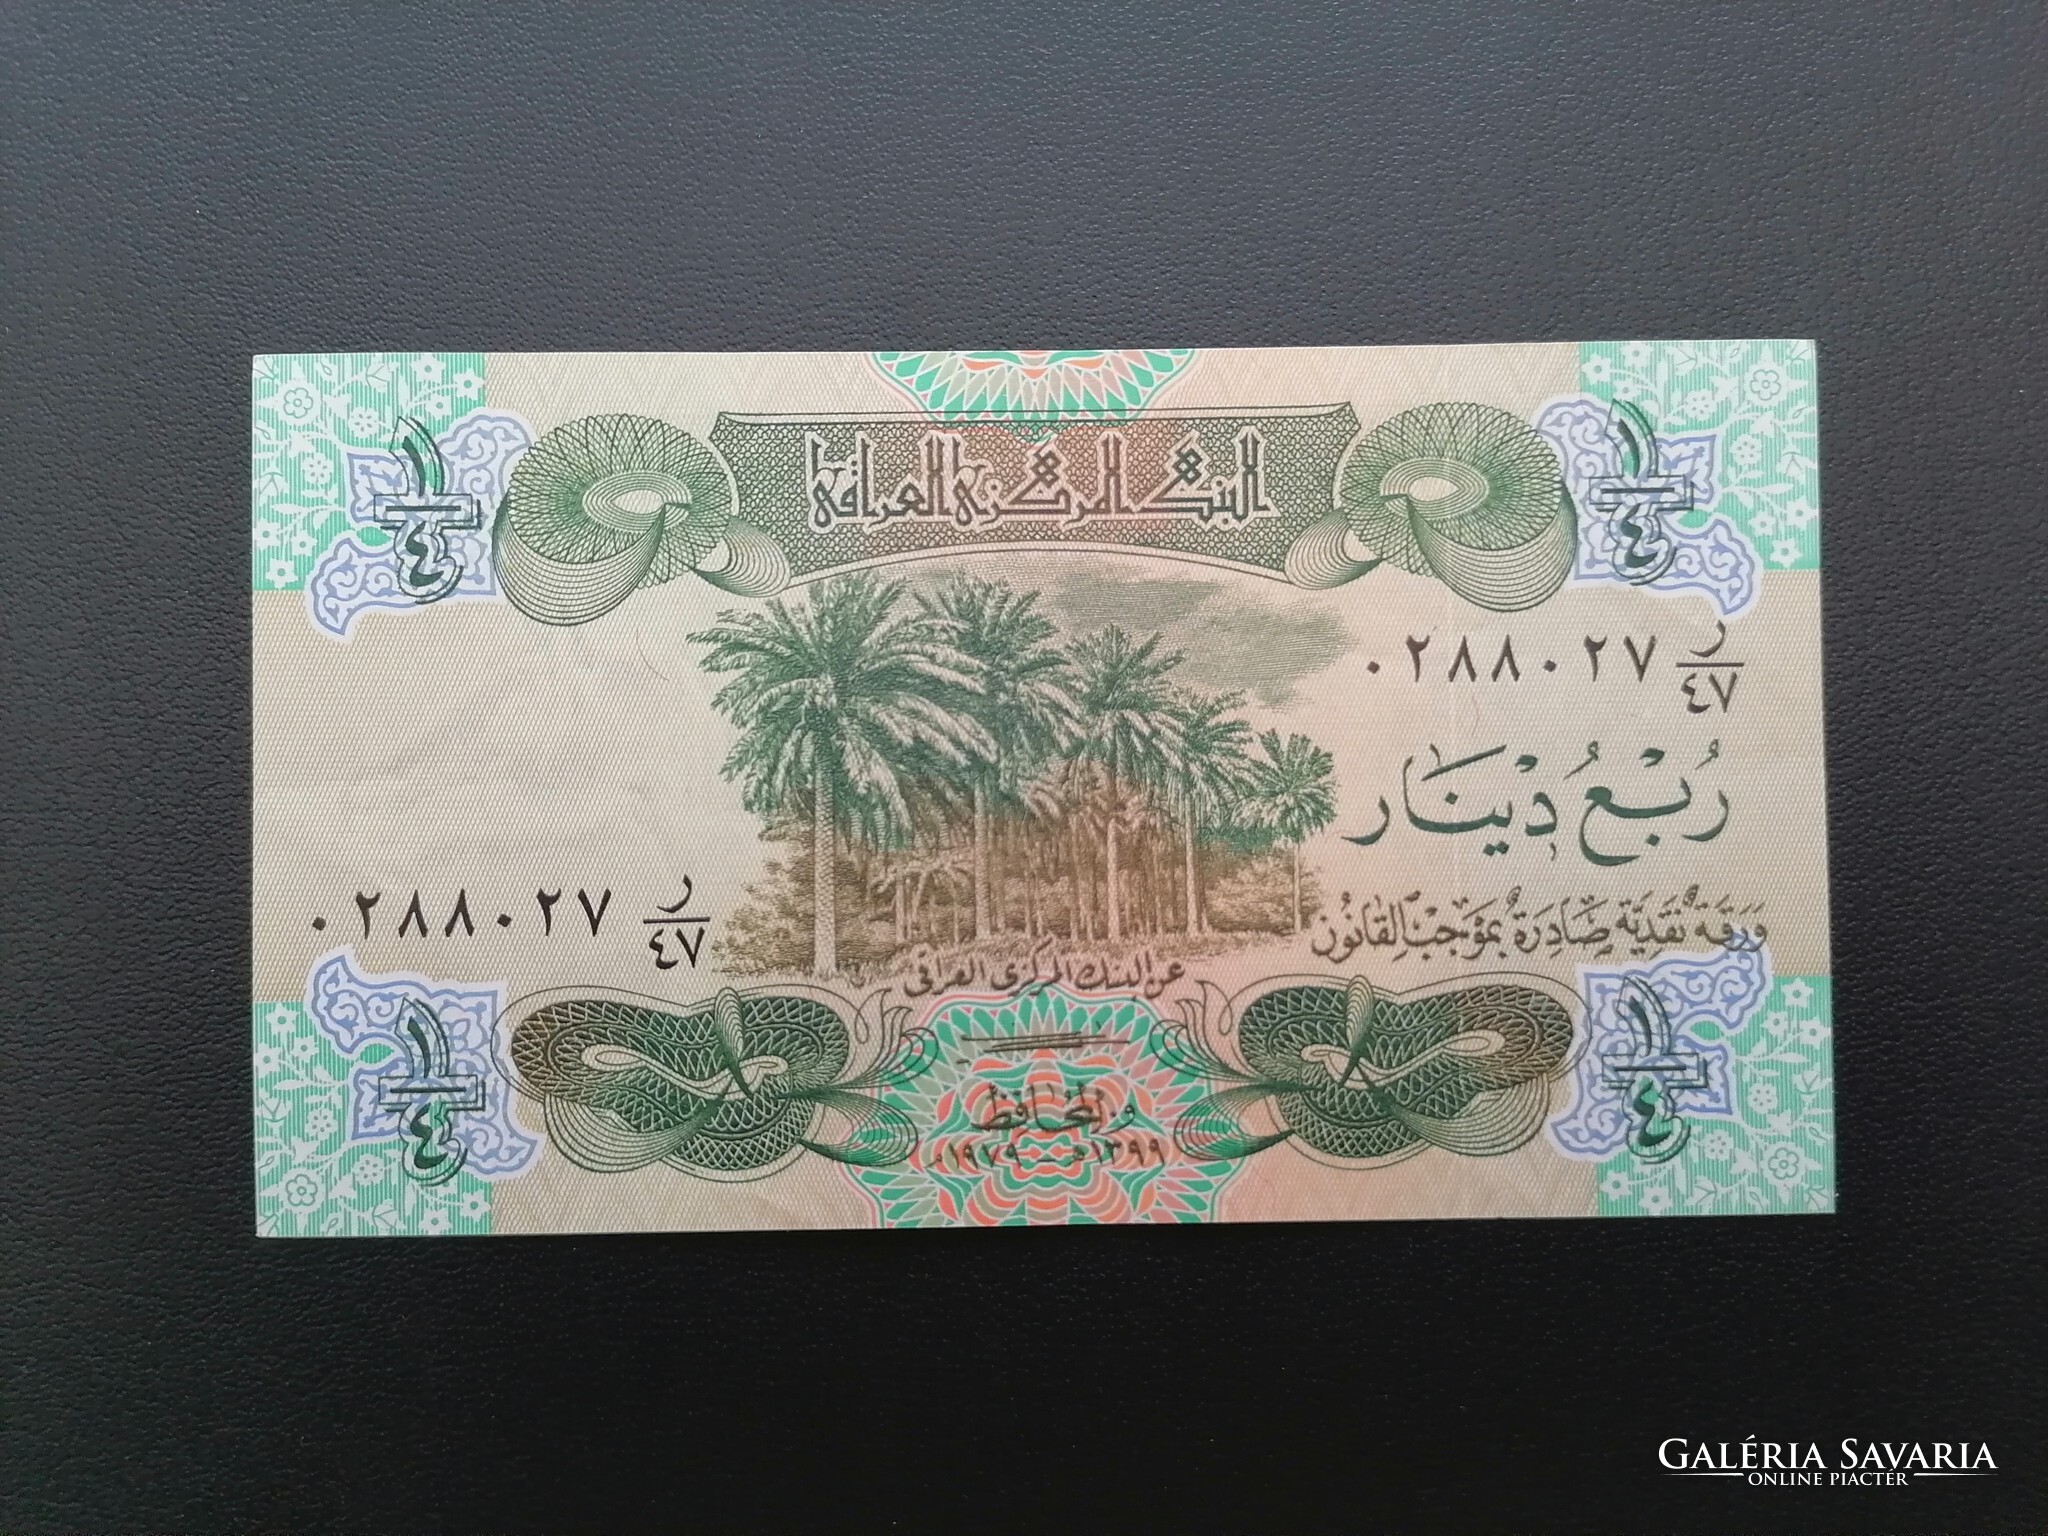 البنك المركزي العراقي
١/٤
١/٤
٠٢٨٨٠٢٧ ر/٤٧
ربع دينار
ورقة نقدية صادرة بموجب القانون
٠٢٨٨٠٢٧ ر/٤٧
عن البنك المركزي العراقي
المحافظ
١٣٩٩هـ - ١٩٧٩م
١/٤
١/٤
GALÉRIA SAVARIA
ONLINE PIACTÉR